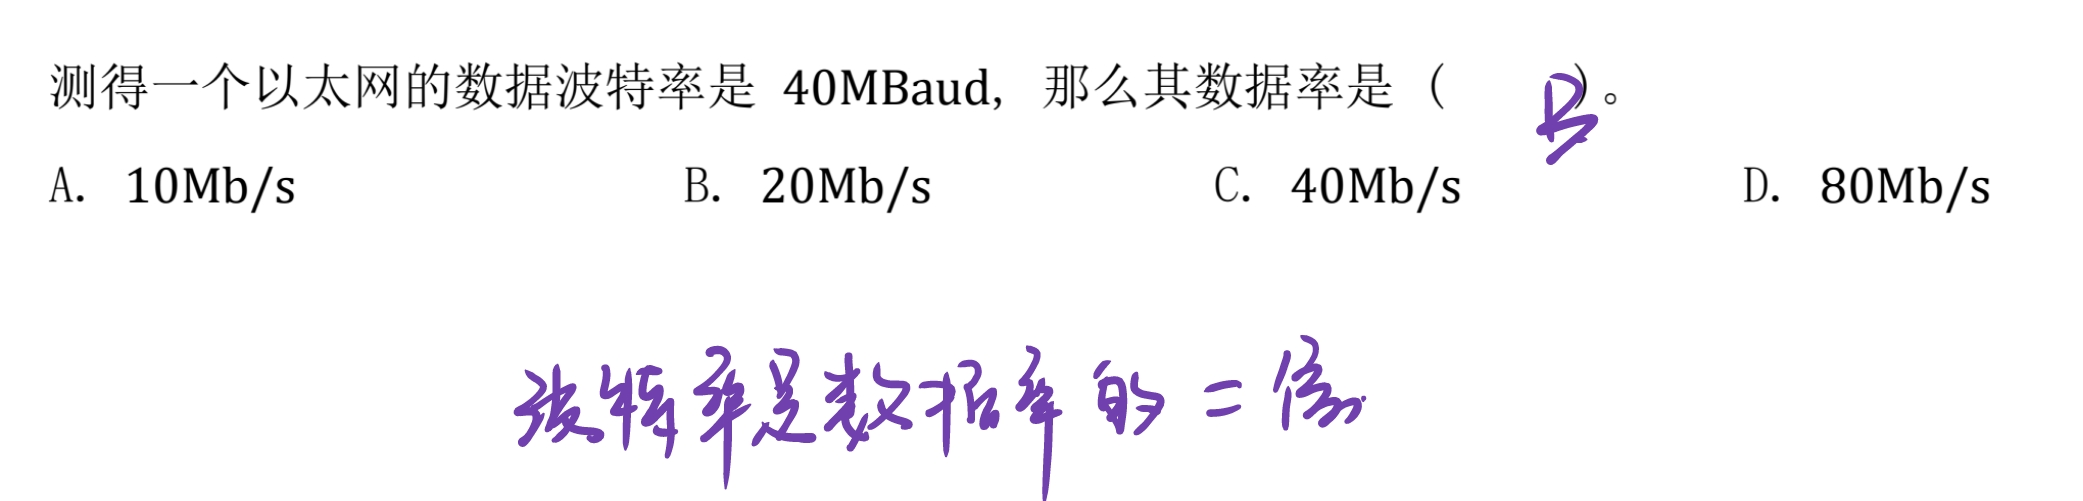 测得一个以太网的数据波特率是 40MBaud，那么其数据率是（ B ）。
A. 10Mb/s B. 20Mb/s C. 40Mb/s D. 80Mb/s
波特率是数据率的二倍